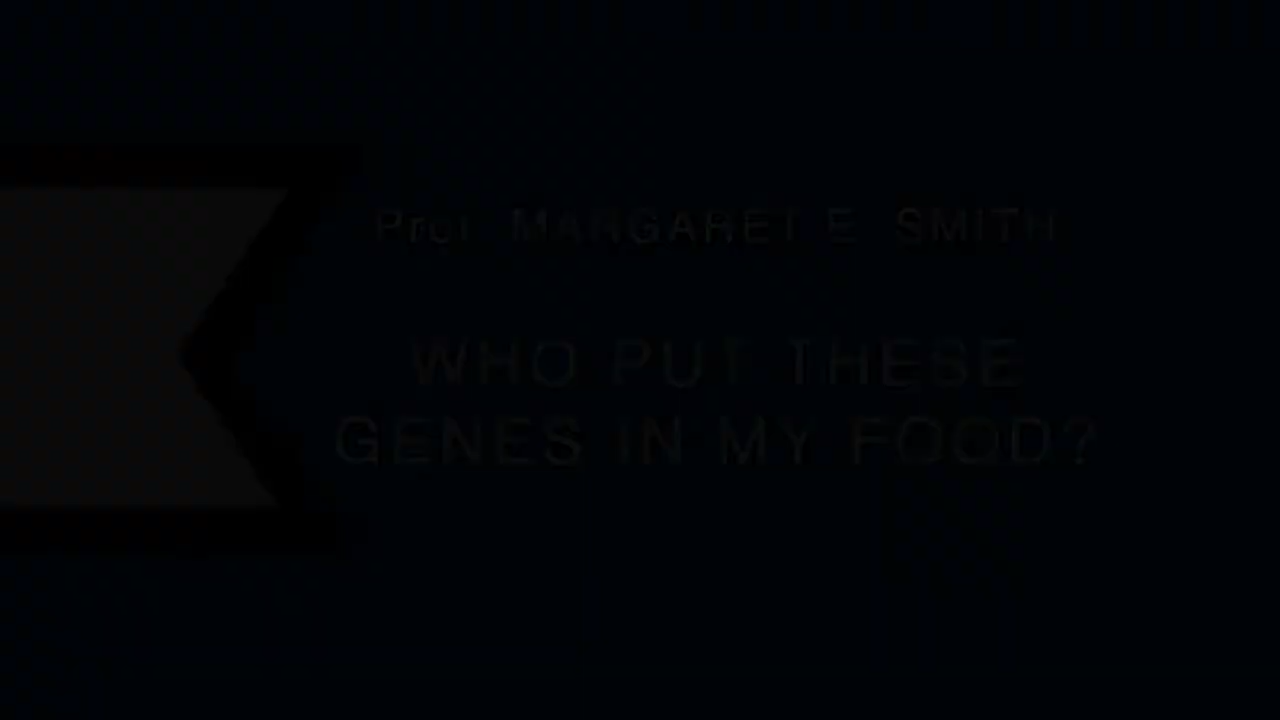 Prof. MARGARET E. SMITH
WHO PUT THESE
GENES IN MY FOOD?